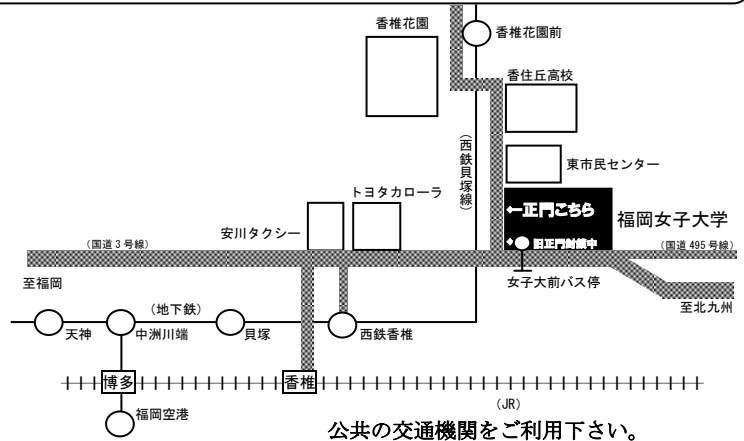 香椎花園
香椎花園前
香住丘高校
(西鉄貝塚線)
東市民センター
トヨタカローラ
←正門こちら
福岡女子大学
安川タクシー
旧正門封鎖中
(国道3号線)
(国道495号線)
至福岡
女子大前バス停
至北九州
(地下鉄)
天神
中洲川端
貝塚
西鉄香椎
博多
香椎
(JR)
福岡空港
公共の交通機関をご利用下さい。